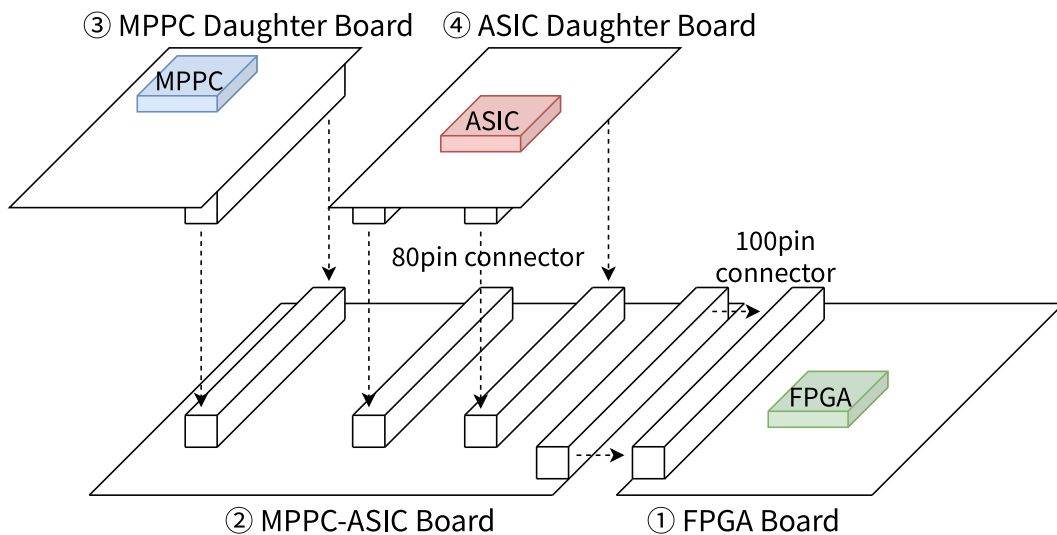 ③ MPPC Daughter Board
④ ASIC Daughter Board
MPPC
ASIC
80pin connector
100pin
connector
FPGA
② MPPC-ASIC Board
① FPGA Board